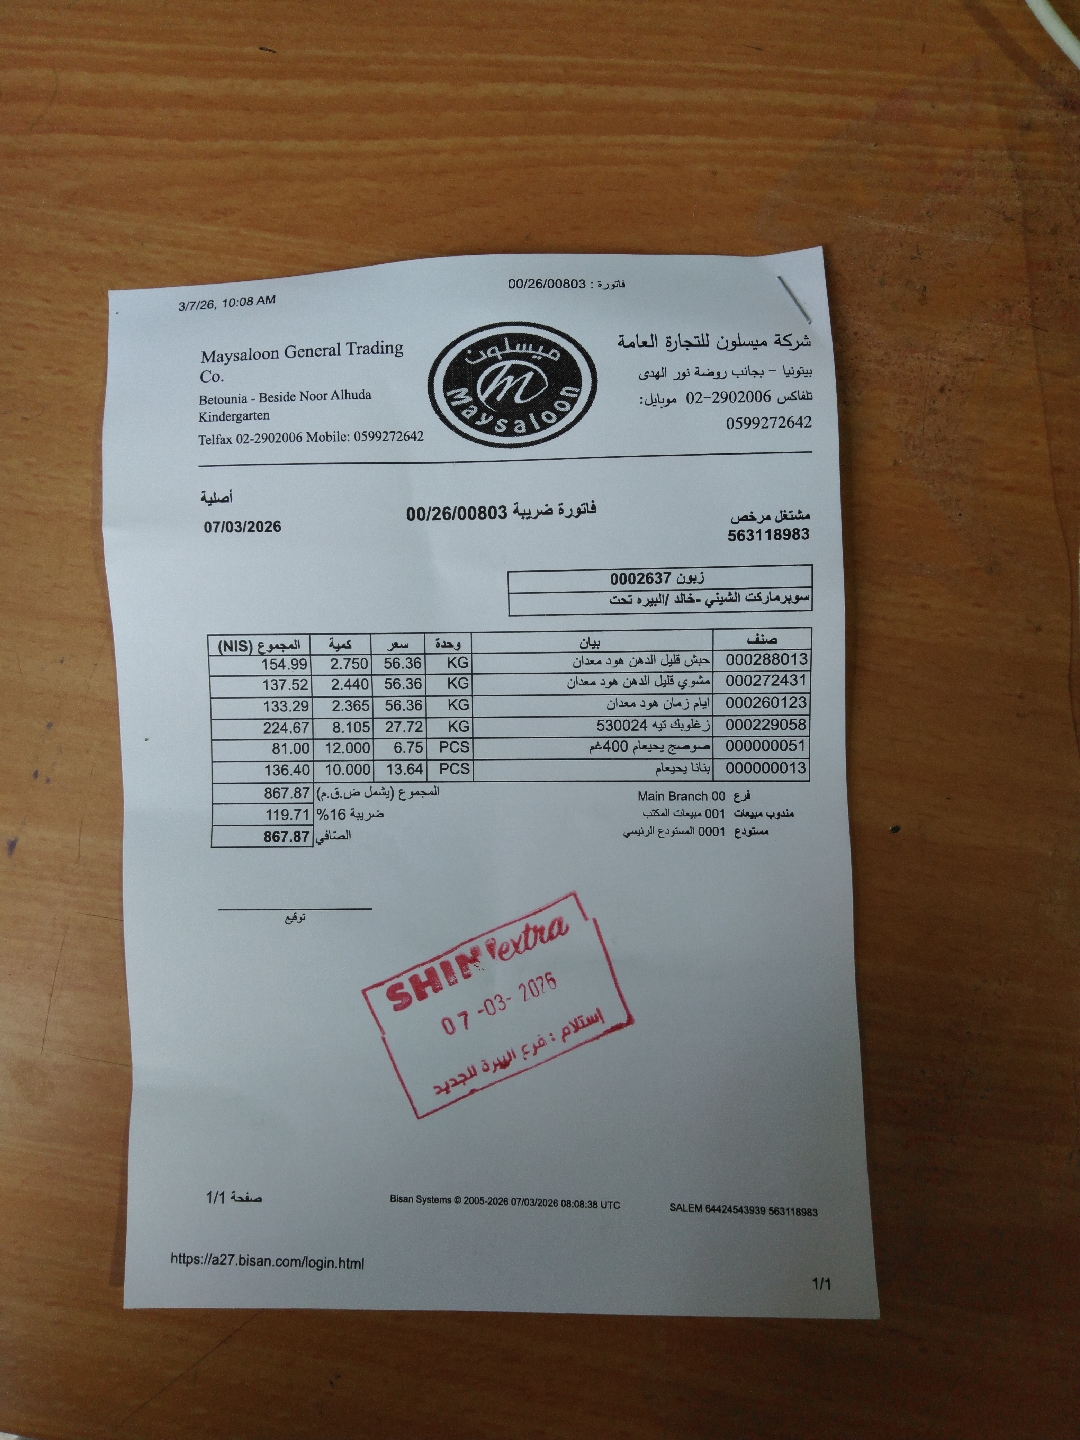 3/7/26, 10:08 AM
فاتورة : 00/26/00803
Maysaloon General Trading
Co.
Betounia - Beside Noor Alhuda
Kindergarten
Telfax 02-2902006 Mobile: 0599272642
ميسلون
Maysaloon
شركة ميسلون للتجارة العامة
بيتونيا - بجانب روضة نور الهدى
تلفاكس 2902006-02 موبايل:
0599272642
أصلية
07/03/2026
فاتورة ضريبة 00/26/00803
مشتغل مرخص
563118983
زبون 0002637
سوبرماركت الشيني -خالد /البيره تحت
صنف بيان وحدة سعر كمية المجموع (NIS)
000288013 حبش قليل الدهن هود معدان KG 56.36 2.750 154.99
000272431 مشوي قليل الدهن هود معدان KG 56.36 2.440 137.52
000260123 ايام زمان هود معدان KG 56.36 2.365 133.29
000229058 زغلوبك تيه 530024 KG 27.72 8.105 224.67
000000051 صوصج يحيعام 400غم PCS 6.75 12.000 81.00
000000013 بنانا يحيعام PCS 13.64 10.000 136.40
المجموع (يشمل ض.ق.م) 867.87
ضريبة 16% 119.71
الصافي 867.87
فرع 00 Main Branch
مندوب مبيعات 001 مبيعات المكتب
مستودع 0001 المستودع الرئيسي
توقيع
SHINI extra
07-03-2026
إستلام : فرع البيرة الجديد
صفحة 1/1
Bisan Systems © 2005-2026 07/03/2026 08:08:38 UTC
SALEM 64424543939 563118983
https://a27.bisan.com/login.html
1/1